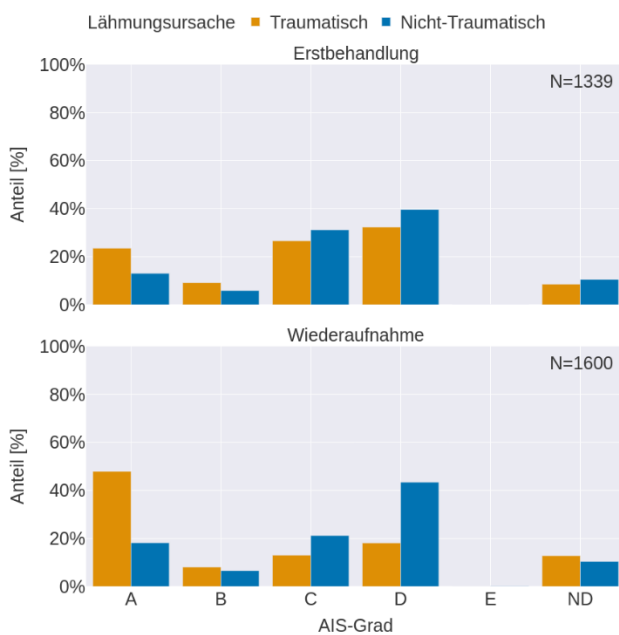 Lähmungsursache Traumatisch Nicht-Traumatisch
Erstbehandlung
N=1339
Anteil [%]
100%
80%
60%
40%
20%
0%
Wiederaufnahme
N=1600
Anteil [%]
100%
80%
60%
40%
20%
0%
A B C D E ND
AIS-Grad